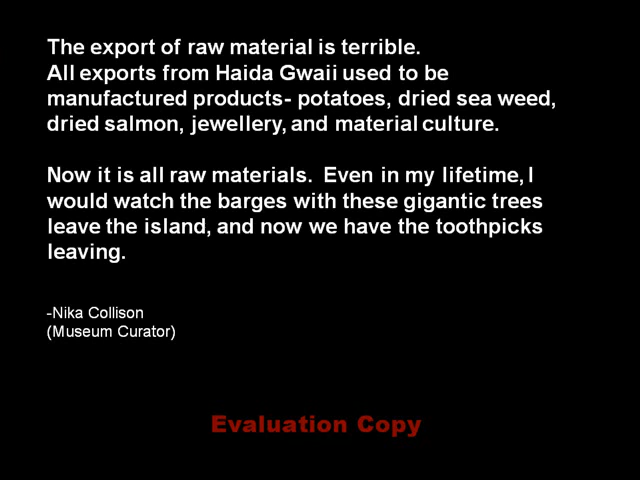 The export of raw material is terrible.
All exports from Haida Gwaii used to be
manufactured products- potatoes, dried sea weed,
dried salmon, jewellery, and material culture.
Now it is all raw materials.  Even in my lifetime, I
would watch the barges with these gigantic trees
leave the island, and now we have the toothpicks
leaving.
-Nika Collison
(Museum Curator)
Evaluation Copy